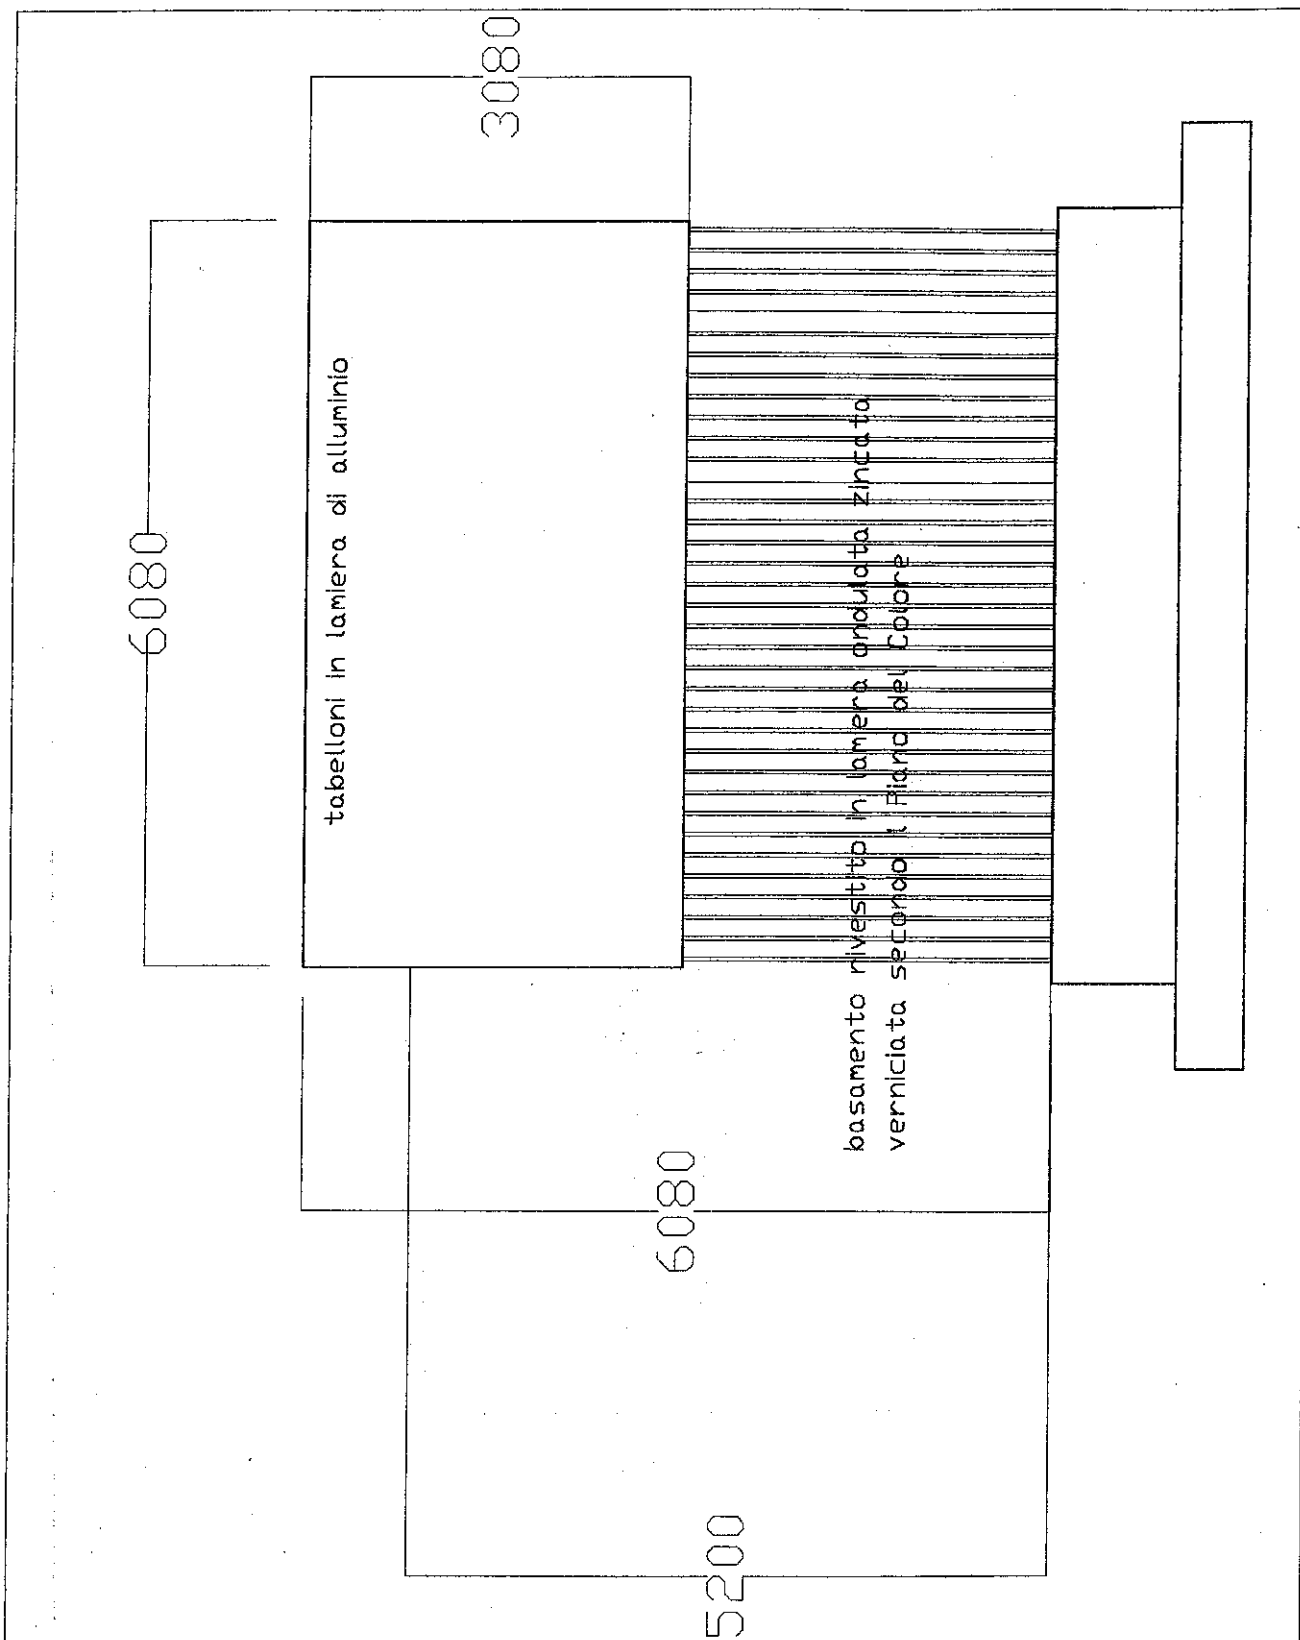 3080
6080
tabelloni in lamiera di alluminio
basamento rivestito in lamiera ondulata zincata
verniciata secondo il Piano del Colore
6080
5200